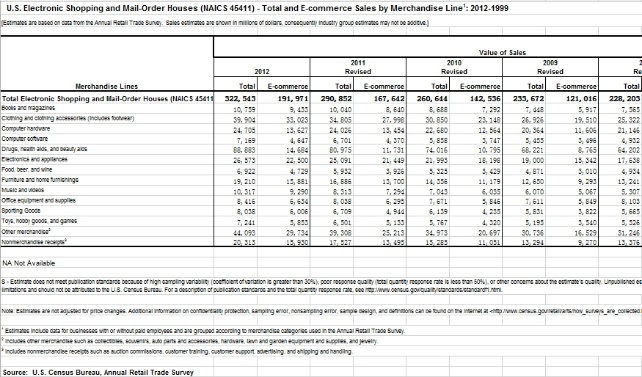 U.S. Electronic Shopping and Mail-Order Houses (NAICS 45411) - Total and E-commerce Sales by Merchandise Line¹: 2012-1999
[Estimates are based on data from the Annual Retail Trade Survey. Sales estimates are shown in millions of dollars, consequently industry group estimates may not be additive.]
Value of Sales
2011 2010 2009 2
2012 Revised Revised Revised Re
Merchandise Lines Total E-commerce Total E-commerce Total E-commerce Total E-commerce Total
Total Electronic Shopping and Mail-Order Houses (NAICS 45411 322,543 191,971 290,852 167,642 260,644 142,536 233,672 121,016 228,203
Books and magazines 10,759 9,433 10,040 8,640 8,688 7,292 7,448 5,917 7,565
Clothing and clothing accessories (includes footwear) 39,904 33,023 34,805 27,998 30,850 23,148 26,926 19,510 25,322
Computer hardware 24,705 13,627 24,026 13,454 22,680 12,564 20,364 11,606 21,146
Computer software 7,169 4,647 6,701 4,370 5,858 3,747 5,455 3,496 4,932
Drugs, health aids, and beauty aids 88,883 14,684 80,975 11,731 74,016 10,795 68,221 8,765 64,202
Electronics and appliances 26,573 22,500 25,091 21,449 21,993 18,198 19,000 15,342 17,638
Food, beer, and wine 6,922 4,729 5,932 3,926 5,325 3,429 4,871 3,010 4,934
Furniture and home furnishings 19,210 15,881 16,886 13,700 14,356 11,179 12,650 9,293 13,241
Music and videos 10,317 9,290 8,313 7,294 7,043 6,035 6,070 5,067 5,307
Office equipment and supplies 8,416 6,634 8,038 6,295 7,671 5,846 7,611 5,849 8,103
Sporting Goods 8,038 6,006 6,709 4,944 6,139 4,235 5,831 3,822 5,665
Toys, hobby goods, and games 7,241 5,853 6,501 5,133 5,767 4,320 5,195 3,540 5,526
Other merchandise² 44,093 29,734 39,308 25,213 34,973 20,697 30,736 16,529 31,246
Nonmerchandise receipts³ 20,313 15,930 17,527 13,495 15,285 11,051 13,294 9,270 13,376
NA Not Available
S - Estimate does not meet publication standards because of high sampling variability (coefficient of variation is greater than 30%), poor response quality (total quantity response rate is less than 50%), or other concerns about the estimate's quality. Unpublished es
limitations and should not be attributed to the U.S. Census Bureau. For a description of publication standards and the total quantity response rate, see http://www.census.gov/quality/standards/standardf1.html.
Note: Estimates are not adjusted for price changes. Additional information on confidentiality protection, sampling error, nonsampling error, sample design, and definitions can be found on the internet at <http://www.census.gov/retail/arts/how_surveys_are_collected
¹ Estimates include data for businesses with or without paid employees and are grouped according to merchandise categories used in the Annual Retail Trade Survey.
² Includes other merchandise such as collectibles, souvenirs, auto parts and accessories, hardware, lawn and garden equipment and supplies, and jewelry.
³ Includes nonmerchandise receipts such as auction commissions, customer training, customer support, advertising, and shipping and handling.
Source: U.S. Census Bureau, Annual Retail Trade Survey